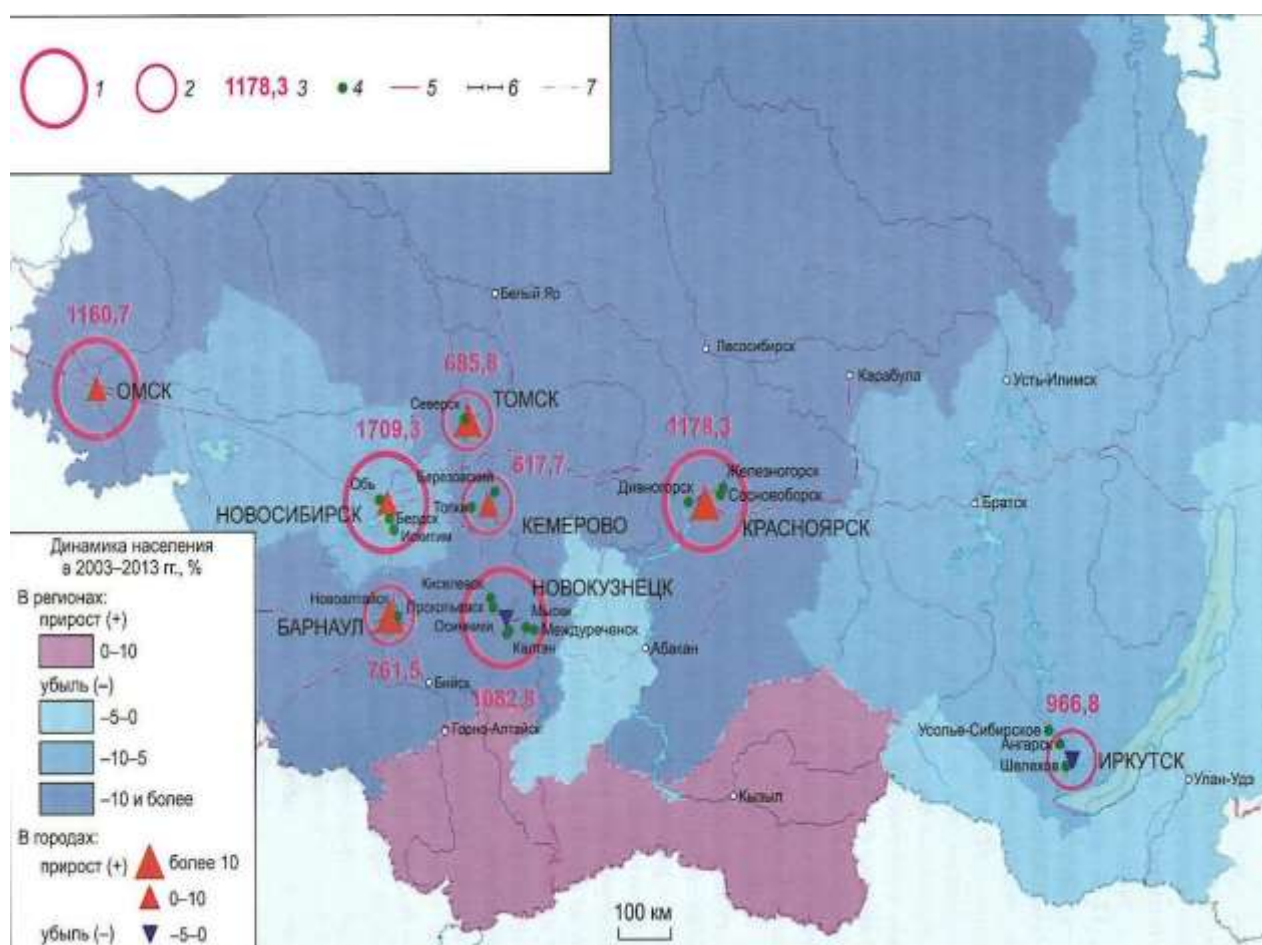 1 2 1178,3 3 4 5 6 7
Белый Яр
1160,7
Лесосибирск
685,8
Карабула
Усть-Илимск
ОМСК
Северск
ТОМСК
1709,3
1178,3
617,7
Березовский
Железногорск
Обь
Дивногорск
Сосновоборск
Топки
Братск
НОВОСИБИРСК
Бердск
КЕМЕРОВО
КРАСНОЯРСК
Искитим
Динамика населения
в 2003–2013 гг., %
В регионах:
прирост (+)
0–10
убыль (–)
–5–0
–10–5
–10 и более
В городах:
прирост (+)
более 10
0–10
убыль (–)
–5–0
Киселевск
НОВОКУЗНЕЦК
Новоалтайск
Прокопьевск
Мыски
БАРНАУЛ
Осинники
Междуреченск
Калтан
Абакан
761,5
Бийск
1082,8
966,8
Горно-Алтайск
Усолье-Сибирское
Ангарск
ИРКУТСК
Шелехов
Улан-Удэ
Кызыл
100 км